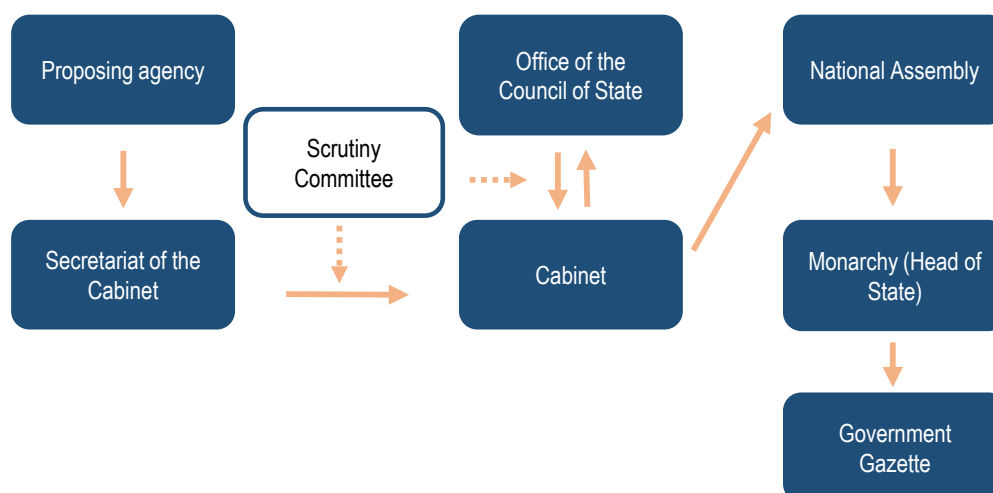 Proposing agency
Office of the
Council of State
National Assembly
Scrutiny
Committee
Secretariat of the
Cabinet
Cabinet
Monarchy (Head of
State)
Government
Gazette